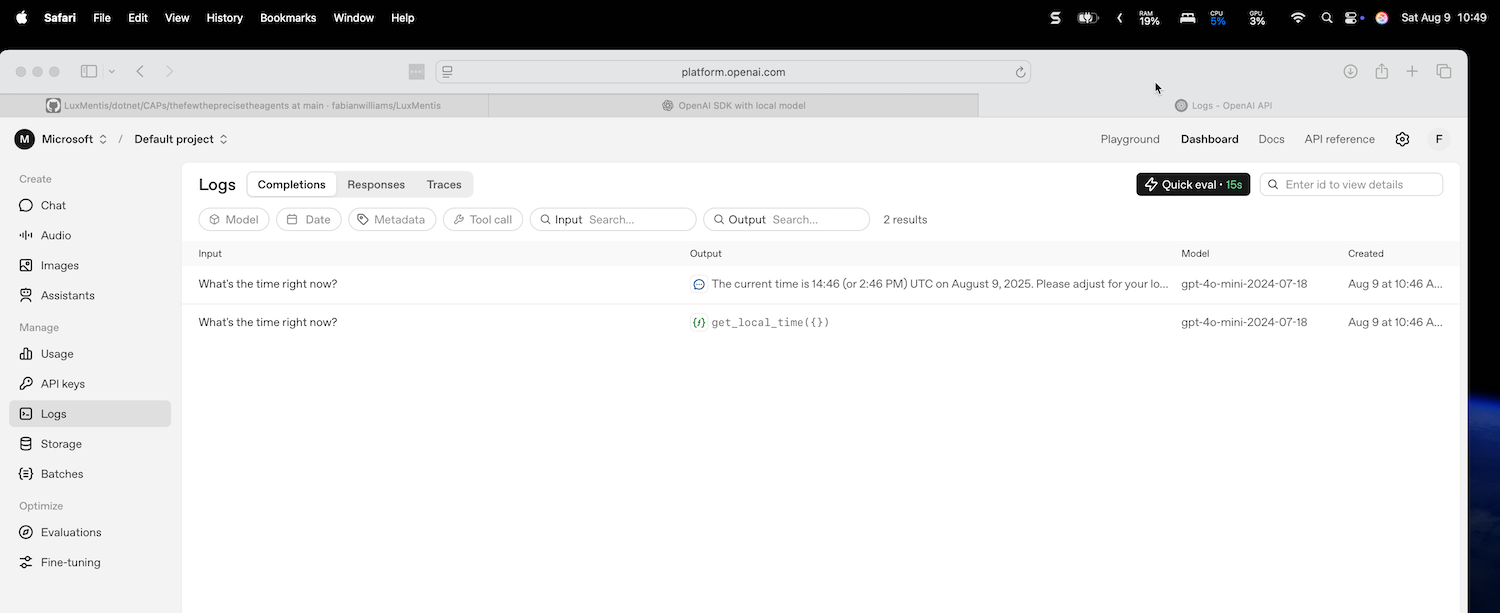 Safari File Edit View History Bookmarks Window Help RAM 19% CPU 5% GPU 3% Sat Aug 9 10:49
platform.openai.com
LuxMentis/dotnet/CAPs/thefewtheprecisetheagents at main · fabianwilliams/LuxMentis OpenAI SDK with local model Logs - OpenAI API
M Microsoft / Default project Playground Dashboard Docs API reference F
Create
Chat
Audio
Images
Assistants
Manage
Usage
API keys
Logs
Storage
Batches
Optimize
Evaluations
Fine-tuning
Logs Completions Responses Traces Quick eval · 15s Enter id to view details
Model Date Metadata Tool call Input Search... Output Search... 2 results
Input Output Model Created
What's the time right now? The current time is 14:46 (or 2:46 PM) UTC on August 9, 2025. Please adjust for your lo... gpt-4o-mini-2024-07-18 Aug 9 at 10:46 A...
What's the time right now? get_local_time({}) gpt-4o-mini-2024-07-18 Aug 9 at 10:46 A...